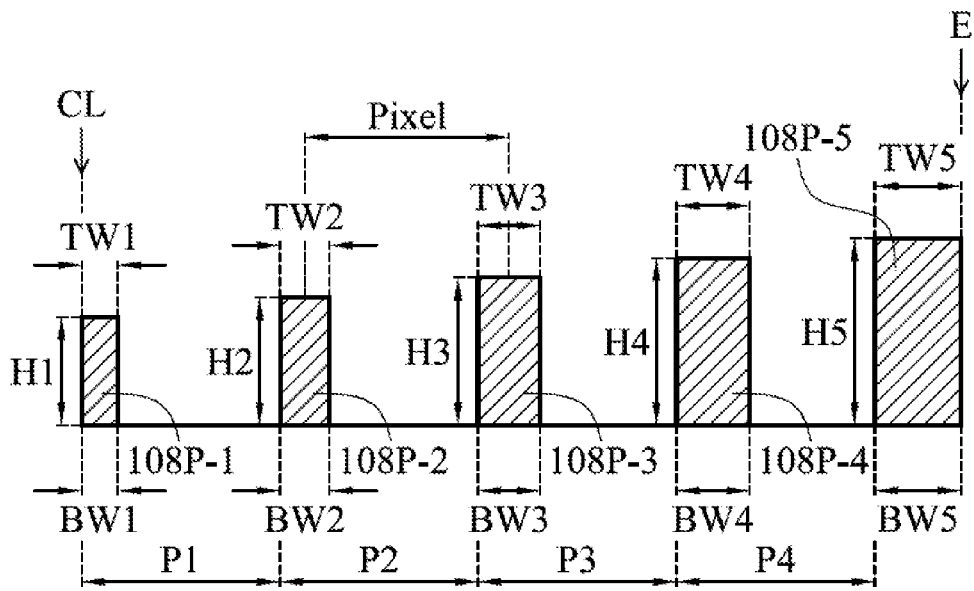 E
CL
Pixel
108P-5
TW5
TW4
TW3
TW2
TW1
H1
H2
H3
H4
H5
108P-1
108P-2
108P-3
108P-4
BW1
BW2
BW3
BW4
BW5
P1
P2
P3
P4